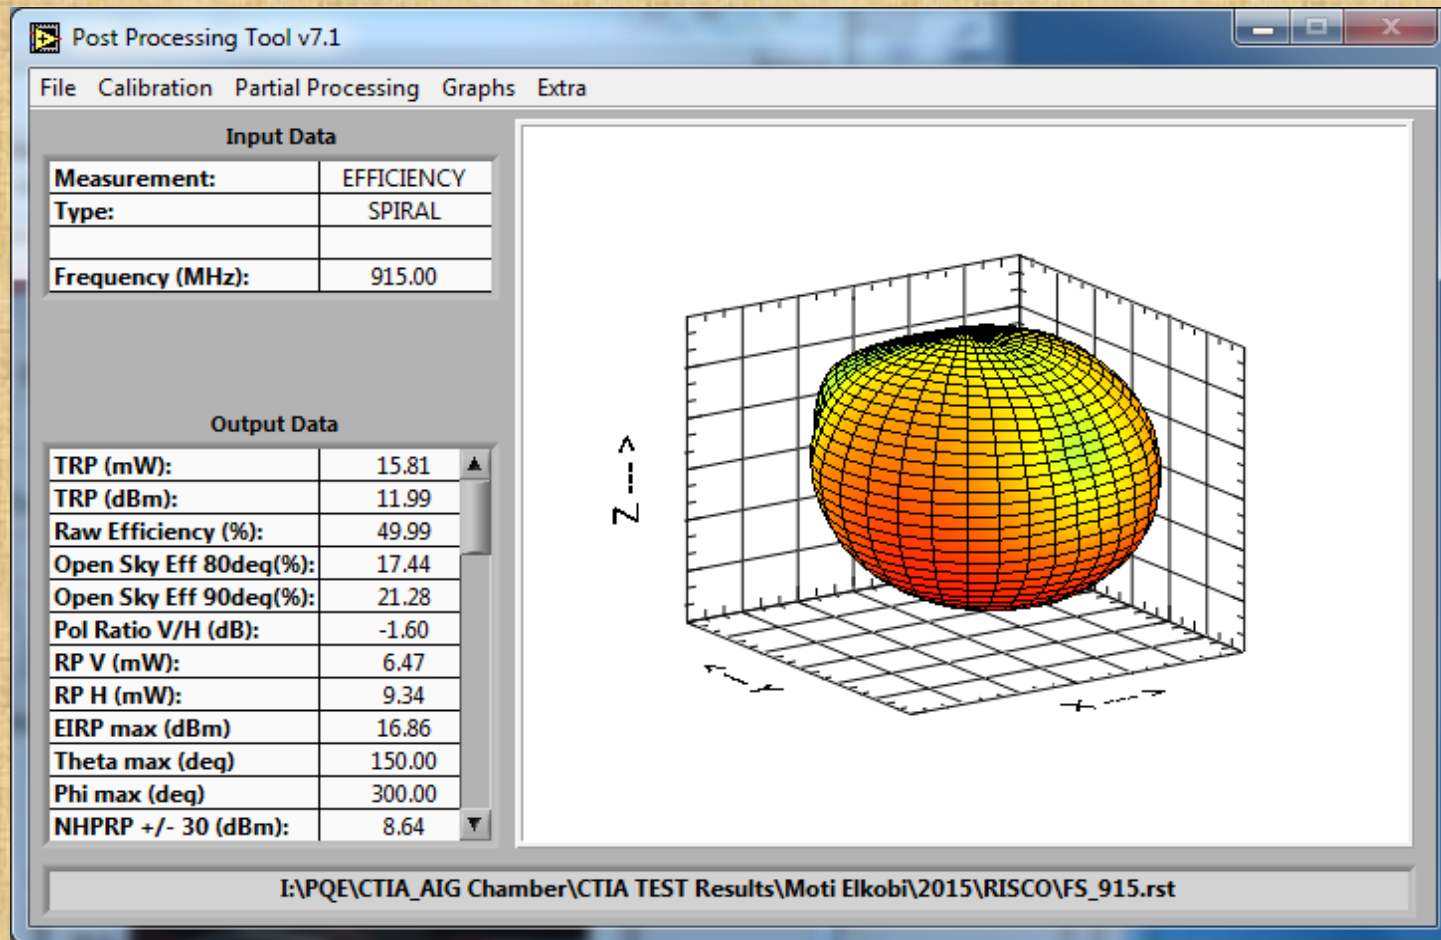 Post Processing Tool v7.1
File Calibration Partial Processing Graphs Extra
Input Data
Measurement: EFFICIENCY
Type: SPIRAL
Frequency (MHz): 915.00
Output Data
TRP (mW): 15.81
TRP (dBm): 11.99
Raw Efficiency (%): 49.99
Open Sky Eff 80deg(%): 17.44
Open Sky Eff 90deg(%): 21.28
Pol Ratio V/H (dB): -1.60
RP V (mW): 6.47
RP H (mW): 9.34
EIRP max (dBm) 16.86
Theta max (deg) 150.00
Phi max (deg) 300.00
NHPRP +/- 30 (dBm): 8.64
Z --->
<--- Y
X --->
I:\PQE\CTIA_AIG Chamber\CTIA TEST Results\Moti Elkobi\2015\RISCO\FS_915.rst